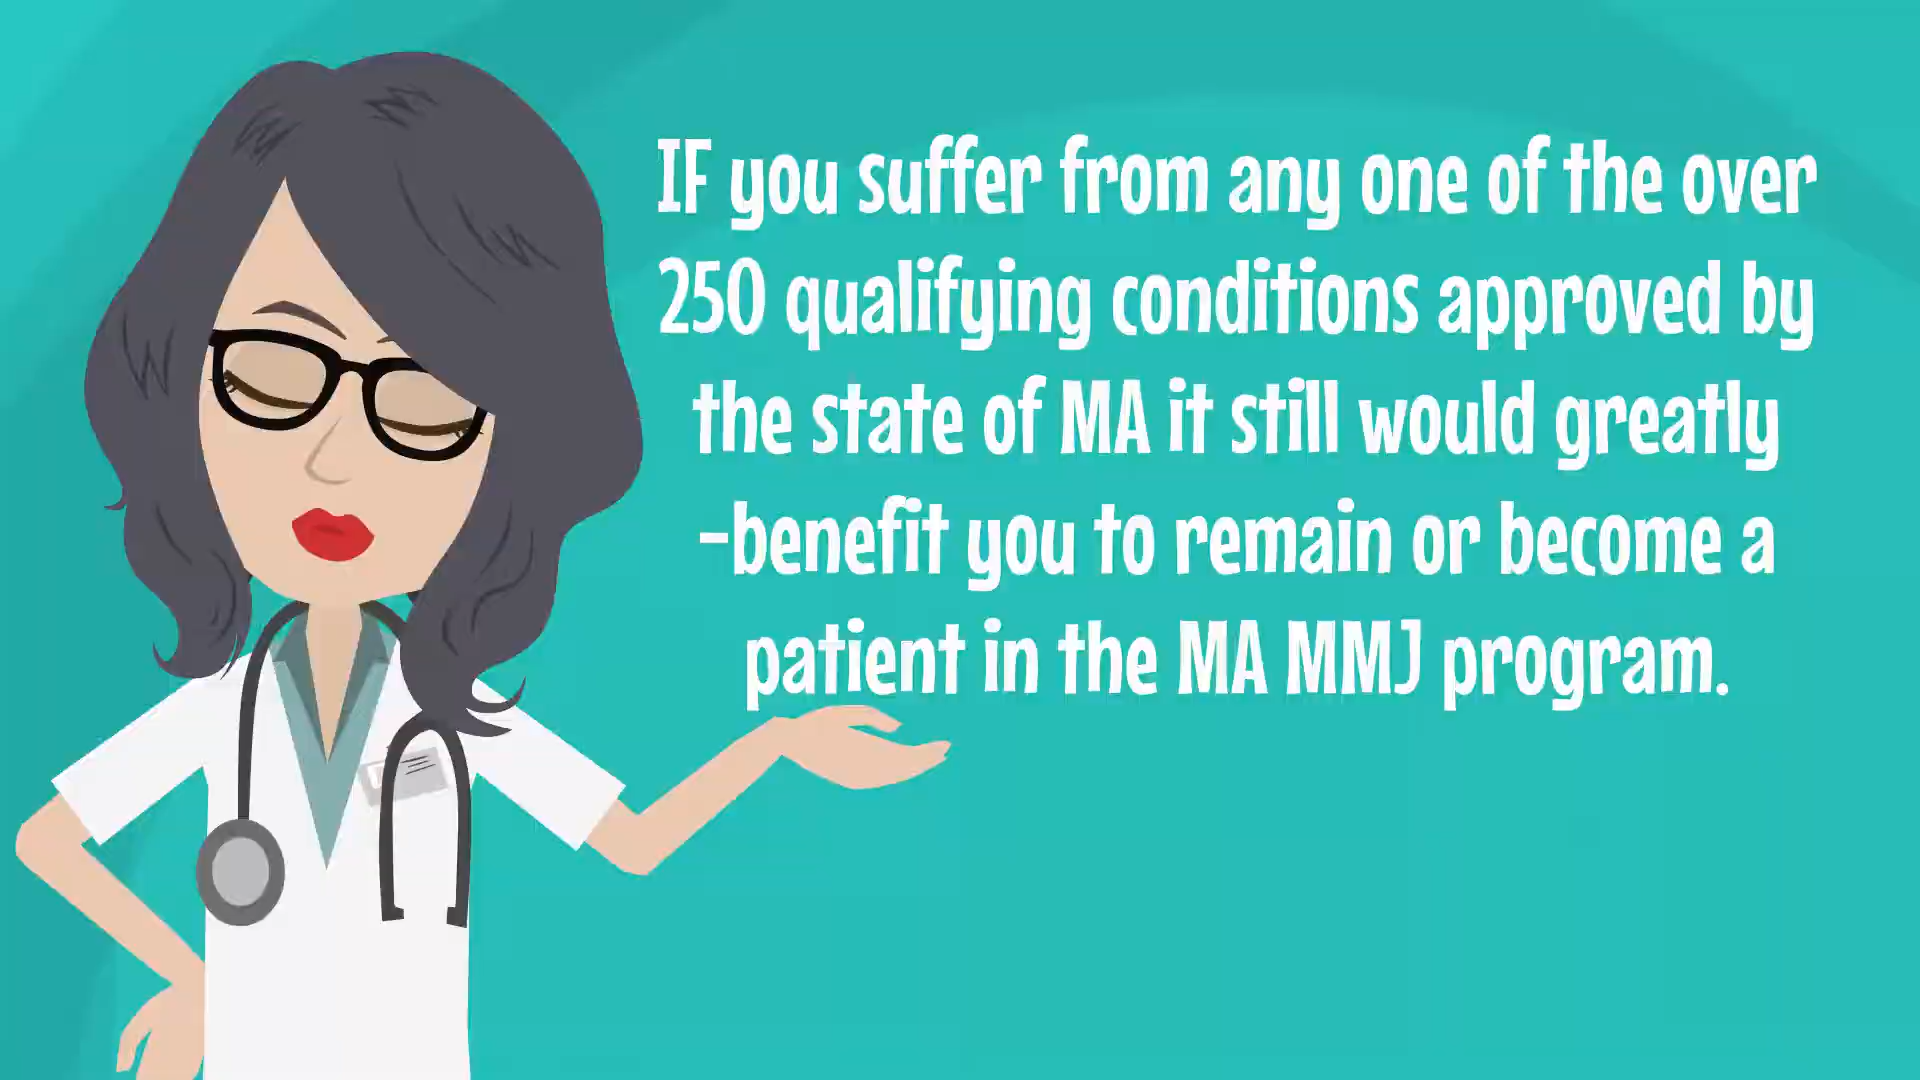 IF you suffer from any one of the over
250 qualifying conditions approved by
the state of MA it still would greatly
-benefit you to remain or become a
patient in the MA MMJ program.